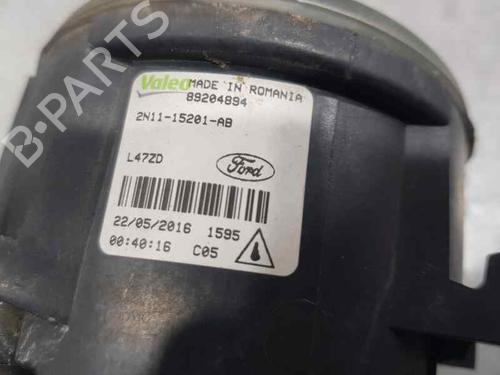 Valeo MADE IN ROMANIA
89204894
2N11-15201-AB
L47ZD Ford
22/05/2016 1595
00:40:16 C05
B-PARTS